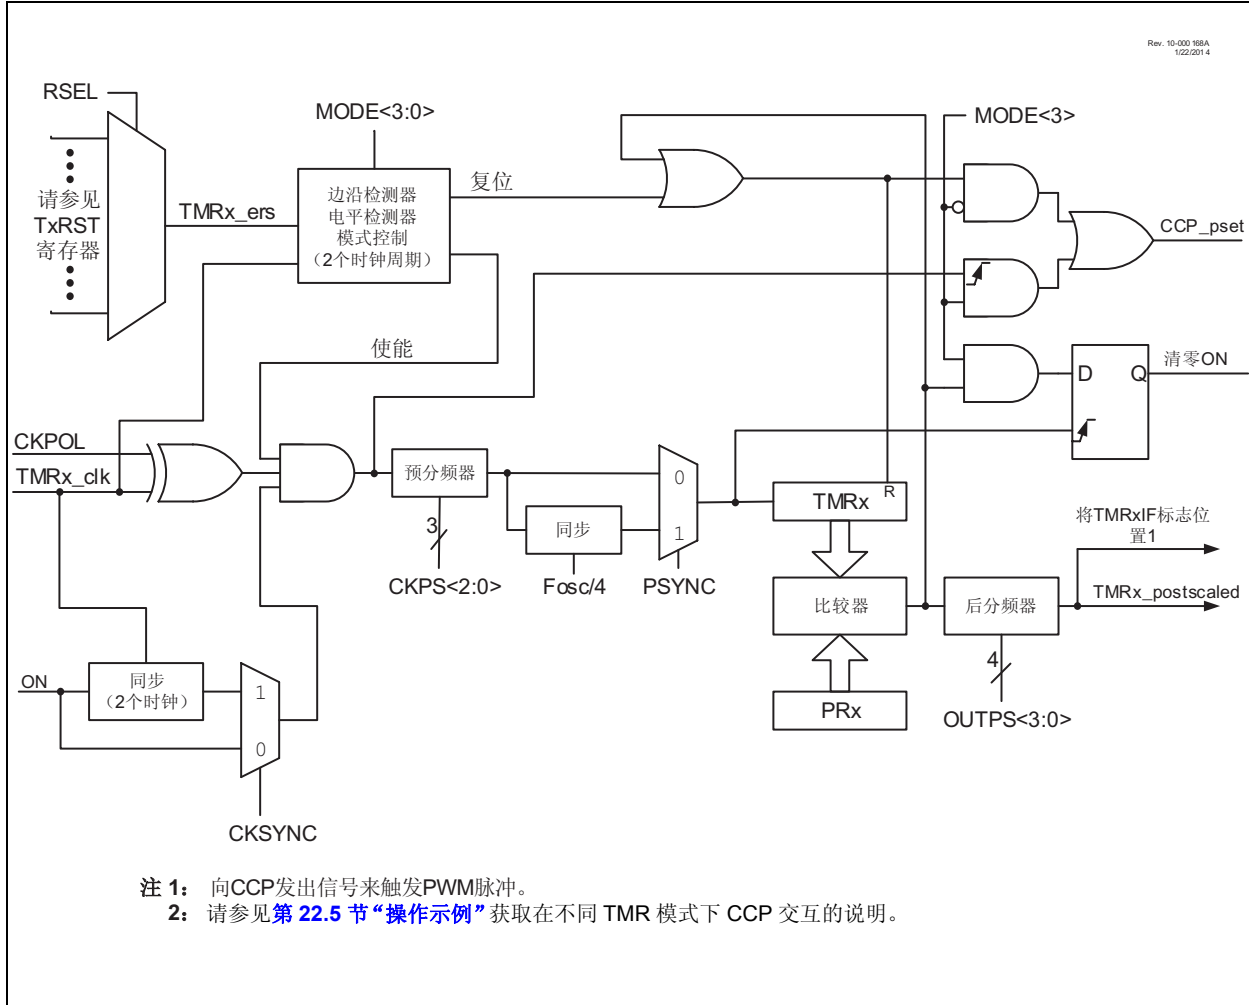 Rev. 10-000 168A
1/22/201 4
RSEL
MODE<3:0>
MODE<3>
请参见
TxRST
寄存器
TMRx_ers
边沿检测器
电平检测器
模式控制
（2个时钟周期）
复位
CCP_pset
使能
D
Q
清零ON
CKPOL
TMRx_clk
预分频器
3
CKPS<2:0>
同步
Fosc/4
0
1
PSYNC
TMRx
R
比较器
PRx
后分频器
4
OUTPS<3:0>
将TMRxIF标志位
置1
TMRx_postscaled
ON
同步
（2个时钟）
1
0
CKSYNC
注 1： 向CCP发出信号来触发PWM脉冲。
2： 请参见第 22.5 节“操作示例”获取在不同 TMR 模式下 CCP 交互的说明。